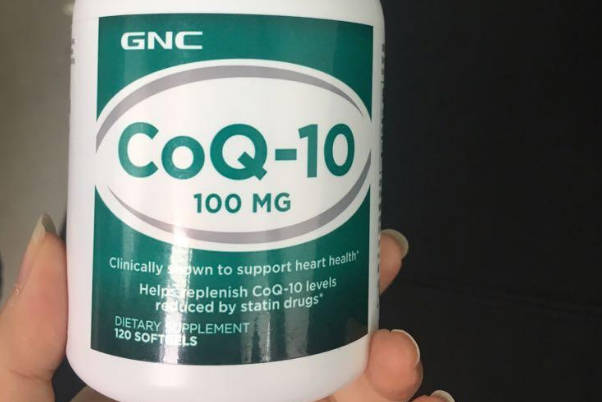 GNC
CoQ-10
100 MG
Clinically shown to support heart health*
Helps replenish CoQ-10 levels
reduced by statin drugs*
DIETARY SUPPLEMENT
120 SOFTGELS